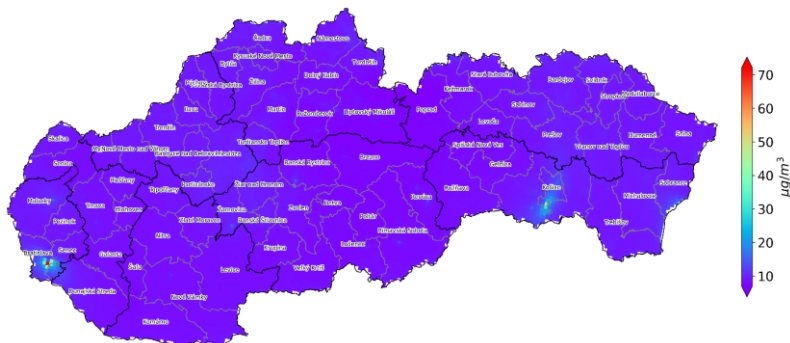 Čadca
Námestovo
Kysucké Nové Mesto
Bytča
Tvrdošín
Stará Ľubovňa
Bardejov
Svidník
Žilina
Dolný Kubín
Stropkov
Medzilaborce
Kežmarok
Púchov
Považská Bystrica
Sabinov
Ilava
Martin
Ružomberok
Liptovský Mikuláš
Poprad
Levoča
Prešov
Humenné
Snina
Trenčín
Skalica
Turčianske Teplice
Spišská Nová Ves
Vranov nad Topľou
Myjava
Nové Mesto nad Váhom
Bánovce nad Bebravou
Prievidza
Senica
Banská Bystrica
Brezno
Gelnica
Piešťany
Topoľčany
Partizánske
Žiar nad Hronom
Rožňava
Košice
Sobrance
Malacky
Michalovce
Revúca
Trnava
Hlohovec
Zlaté Moravce
Žarnovica
Zvolen
Detva
Trebišov
Pezinok
Banská Štiavnica
Poltár
Nitra
Rimavská Sobota
Bratislava
Senec
Galanta
Krupina
Lučenec
Šaľa
Levice
Veľký Krtíš
Dunajská Streda
Nové Zámky
Komárno
70
60
50
40
30
20
10
μg/m³